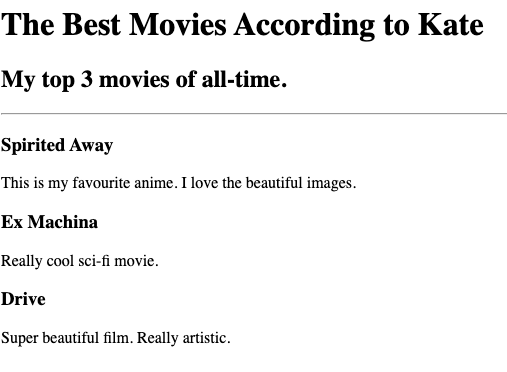 The Best Movies According to Kate
My top 3 movies of all-time.
Spirited Away
This is my favourite anime. I love the beautiful images.
Ex Machina
Really cool sci-fi movie.
Drive
Super beautiful film. Really artistic.